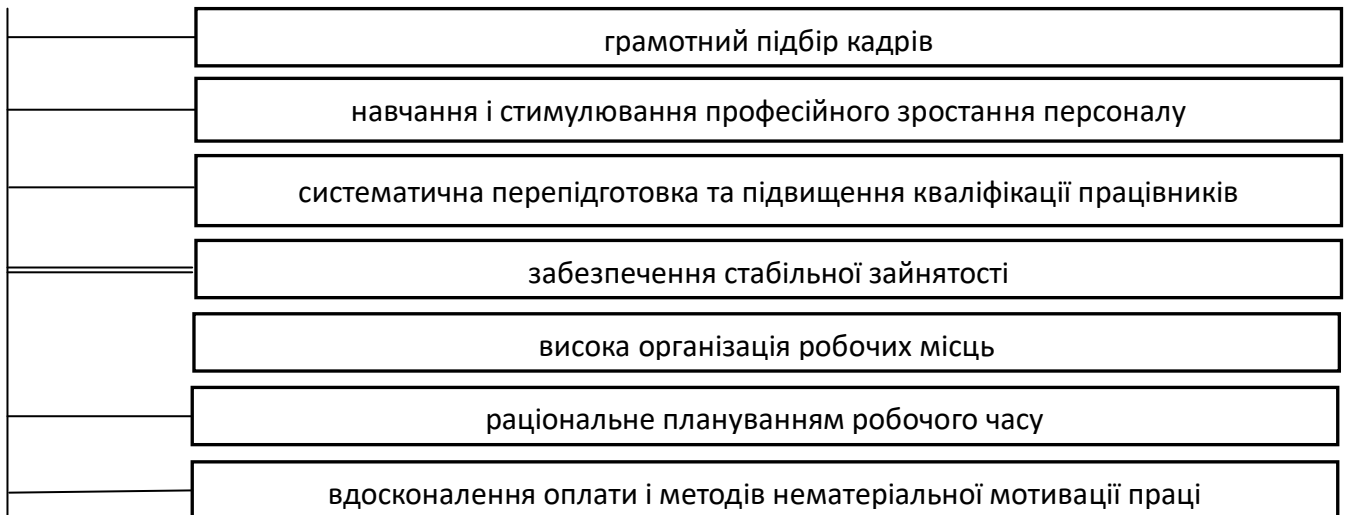 грамотний підбір кадрів
навчання і стимулювання професійного зростання персоналу
систематична перепідготовка та підвищення кваліфікації працівників
забезпечення стабільної зайнятості
висока організація робочих місць
раціональне плануванням робочого часу
вдосконалення оплати і методів нематеріальної мотивації праці